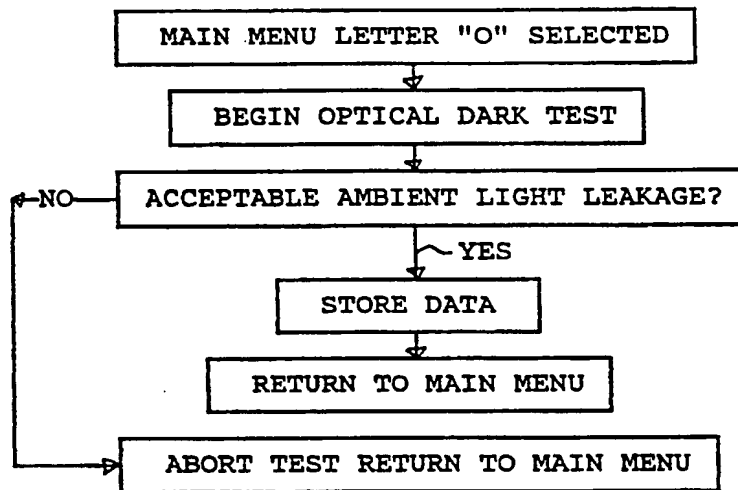 MAIN MENU LETTER "O" SELECTED
BEGIN OPTICAL DARK TEST
NO
ACCEPTABLE AMBIENT LIGHT LEAKAGE?
YES
STORE DATA
RETURN TO MAIN MENU
ABORT TEST RETURN TO MAIN MENU